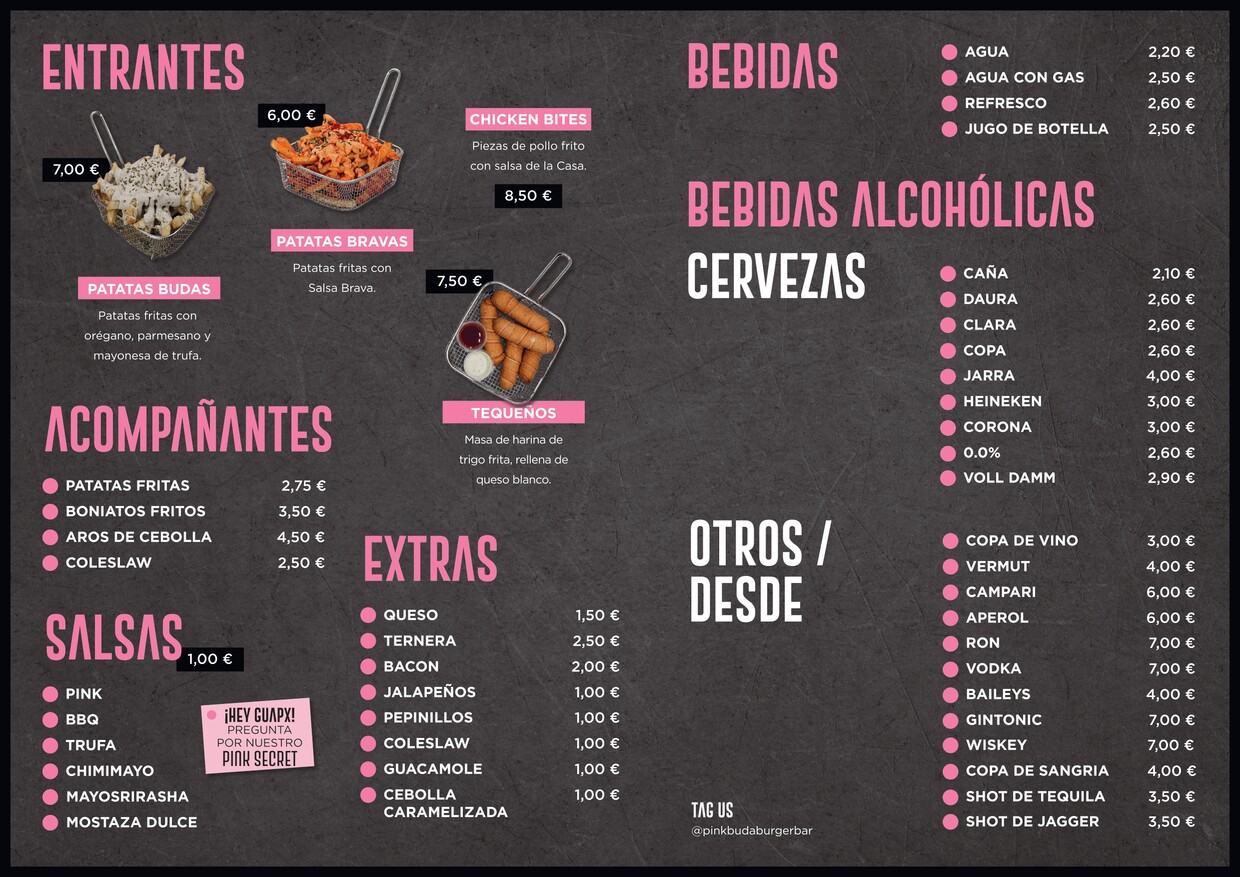 ENTRANTES
7,00 €
PATATAS BUDAS
Patatas fritas con
orégano, parmesano y
mayonesa de trufa.
6,00 €
PATATAS BRAVAS
Patatas fritas con
Salsa Brava.
CHICKEN BITES
Piezas de pollo frito
con salsa de la Casa.
8,50 €
7,50 €
TEQUEÑOS
Masa de harina de
trigo frita, rellena de
queso blanco.
ACOMPAÑANTES
PATATAS FRITAS 2,75 €
BONIATOS FRITOS 3,50 €
AROS DE CEBOLLA 4,50 €
COLESLAW 2,50 €
SALSAS
1,00 €
PINK
BBQ
TRUFA
CHIMIMAYO
MAYOSRIRASHA
MOSTAZA DULCE
¡HEY GUAPX!
PREGUNTA
POR NUESTRO
PINK SECRET
EXTRAS
QUESO 1,50 €
TERNERA 2,50 €
BACON 2,00 €
JALAPEÑOS 1,00 €
PEPINILLOS 1,00 €
COLESLAW 1,00 €
GUACAMOLE 1,00 €
CEBOLLA 1,00 €
CARAMELIZADA
BEBIDAS
AGUA 2,20 €
AGUA CON GAS 2,50 €
REFRESCO 2,60 €
JUGO DE BOTELLA 2,50 €
BEBIDAS ALCOHÓLICAS
CERVEZAS
CAÑA 2,10 €
DAURA 2,60 €
CLARA 2,60 €
COPA 2,60 €
JARRA 4,00 €
HEINEKEN 3,00 €
CORONA 3,00 €
0.0% 2,60 €
VOLL DAMM 2,90 €
OTROS /
DESDE
COPA DE VINO 3,00 €
VERMUT 4,00 €
CAMPARI 6,00 €
APEROL 6,00 €
RON 7,00 €
VODKA 7,00 €
BAILEYS 4,00 €
GINTONIC 7,00 €
WISKEY 7,00 €
COPA DE SANGRIA 4,00 €
SHOT DE TEQUILA 3,50 €
SHOT DE JAGGER 3,50 €
TAG US
@pinkbudaburgerbar